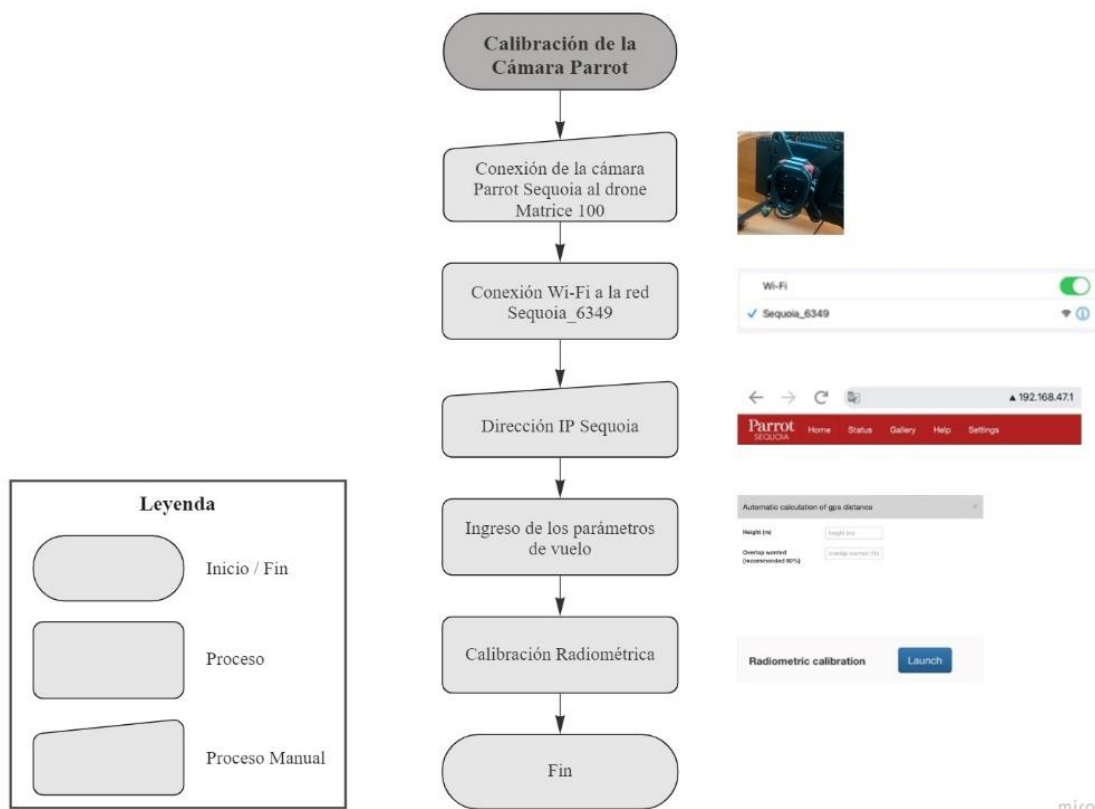 Calibración de la
Cámara Parrot
Conexión de la cámara
Parrot Sequoia al drone
Matrice 100
Conexión Wi-Fi a la red
Sequoia_6349
Wi-Fi
Sequoia_6349
Dirección IP Sequoia
192.168.47.1
Parrot
SEQUOIA
Home Status Gallery Help Settings
Ingreso de los parámetros
de vuelo
Automatic calculation of gps distance
Height (m) height (m)
Overlap wanted
(recommended 80%)
overlap wanted (%)
Calibración Radiométrica
Radiometric calibration Launch
Fin
Leyenda
Inicio / Fin
Proceso
Proceso Manual
miro